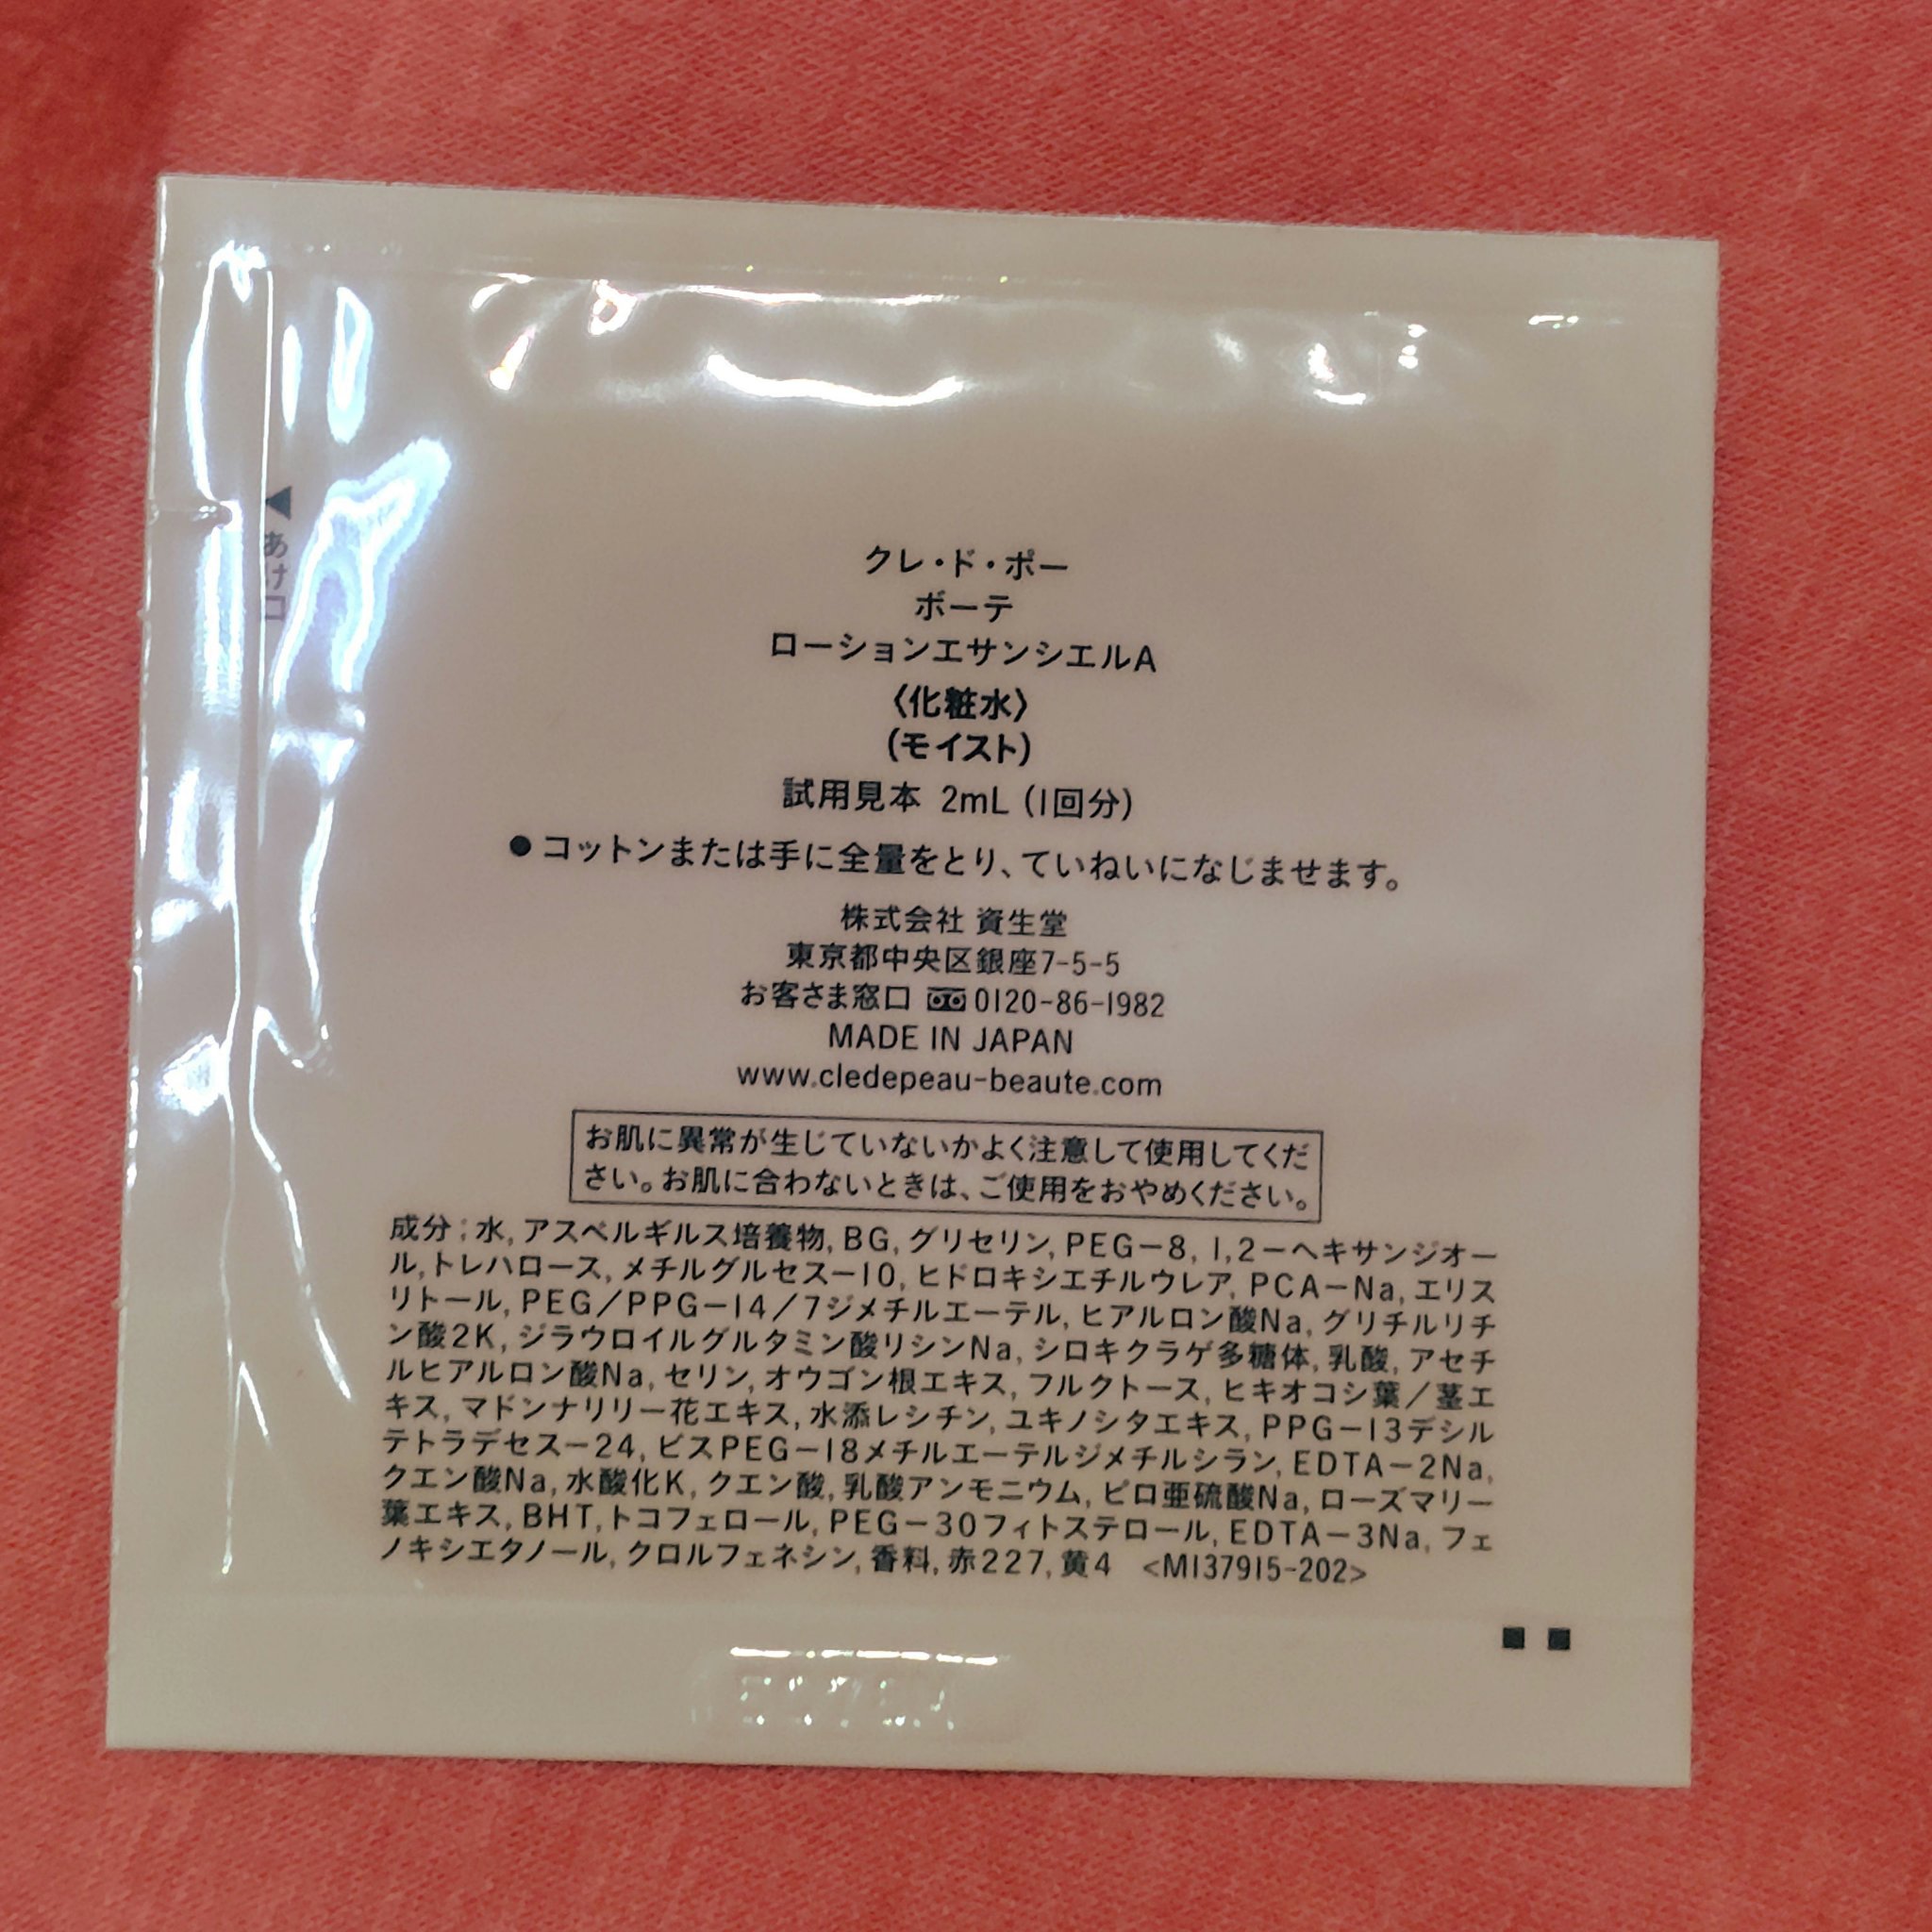 ◀あけ口
クレ・ド・ポー
ボーテ
ローションエサンシエルA
〈化粧水〉
(モイスト)
試用見本 2mL (1回分)
●コットンまたは手に全量をとり、ていねいになじませます。
株式会社 資生堂
東京都中央区銀座7-5-5
お客さま窓口 0120-86-1982
MADE IN JAPAN
www.cledepeau-beaute.com
お肌に異常が生じていないかよく注意して使用してくだ
さい。お肌に合わないときは、ご使用をおやめください。
成分;水, アスペルギルス培養物, BG, グリセリン, PEG-8, 1,2-ヘキサンジオー
ル, トレハロース, メチルグルセス-10, ヒドロキシエチルウレア, PCA-Na, エリス
リトール, PEG/PPG-14/7ジメチルエーテル, ヒアルロン酸Na, グリチルリチ
ン酸2K, ジラウロイルグルタミン酸リシンNa, シロキクラゲ多糖体, 乳酸, アセチ
ルヒアルロン酸Na, セリン, オウゴン根エキス, フルクトース, ヒキオコシ葉/茎エ
キス, マドンナリリー花エキス, 水添レシチン, ユキノシタエキス, PPG-13デシル
テトラデセス-24, ビスPEG-18メチルエーテルジメチルシラン, EDTA-2Na,
クエン酸Na, 水酸化K, クエン酸, 乳酸アンモニウム, ピロ亜硫酸Na, ローズマリー
葉エキス, BHT, トコフェロール, PEG-30フィトステロール, EDTA-3Na, フェ
ノキシエタノール, クロルフェネシン, 香料, 赤227, 黄4 <MI37915-202>